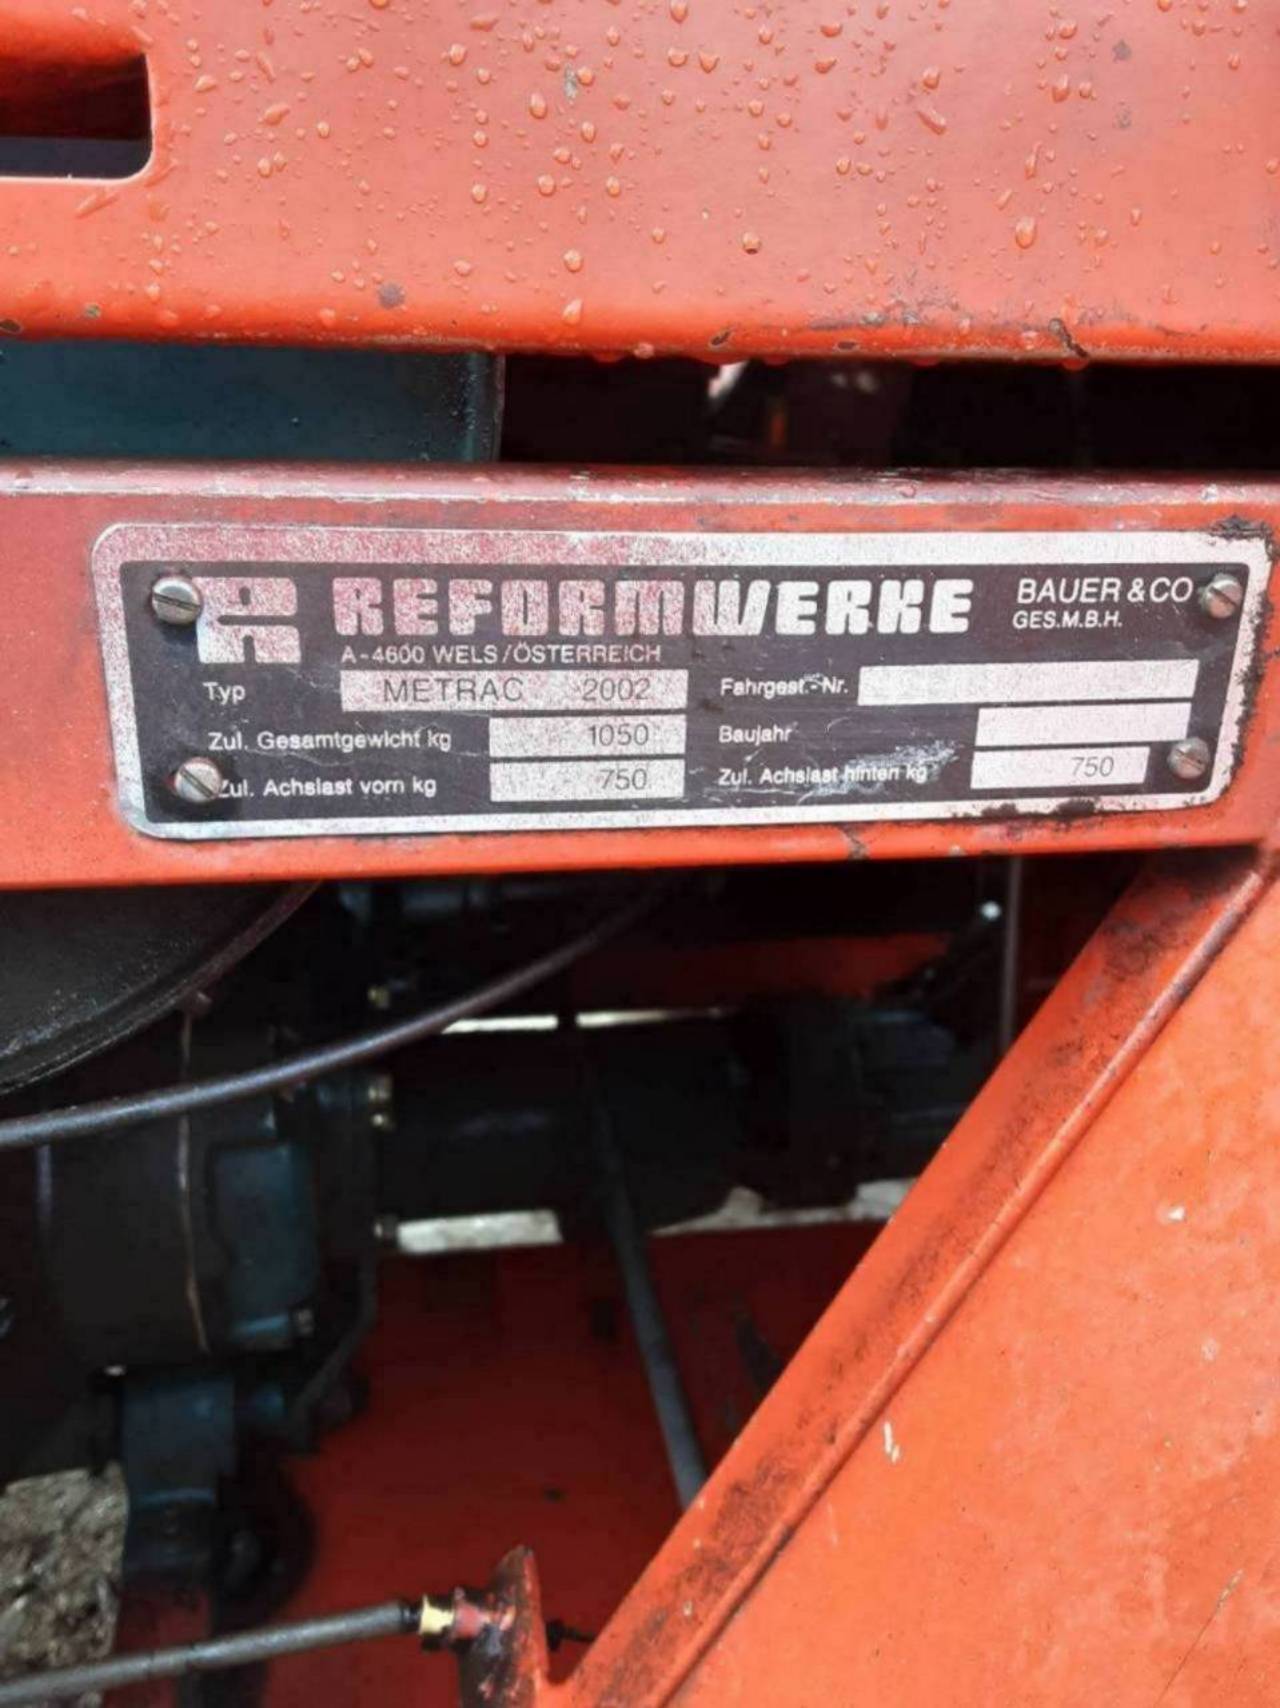 R REFORMWERKE BAUER & CO
GES.M.B.H.
A-4600 WELS/ÖSTERREICH
Typ METRAC 2002 Fahrgest.-Nr.
Zul. Gesamtgewicht kg 1050 Baujahr
Zul. Achslast vorn kg 750 Zul. Achslast hinten kg 750